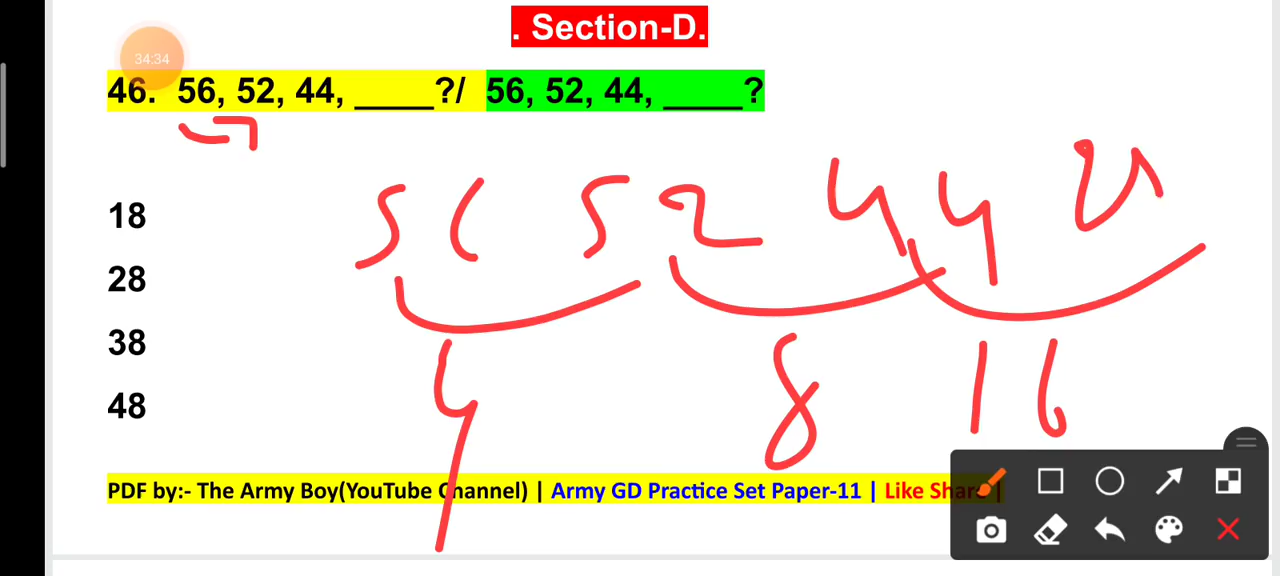 . Section-D.
34:34
46. 56, 52, 44, ____?/ 56, 52, 44, ____?
56 52 44
18
28
38
48
4 8 16
PDF by:- The Army Boy(YouTube Channel) | Army GD Practice Set Paper-11 | Like Share |